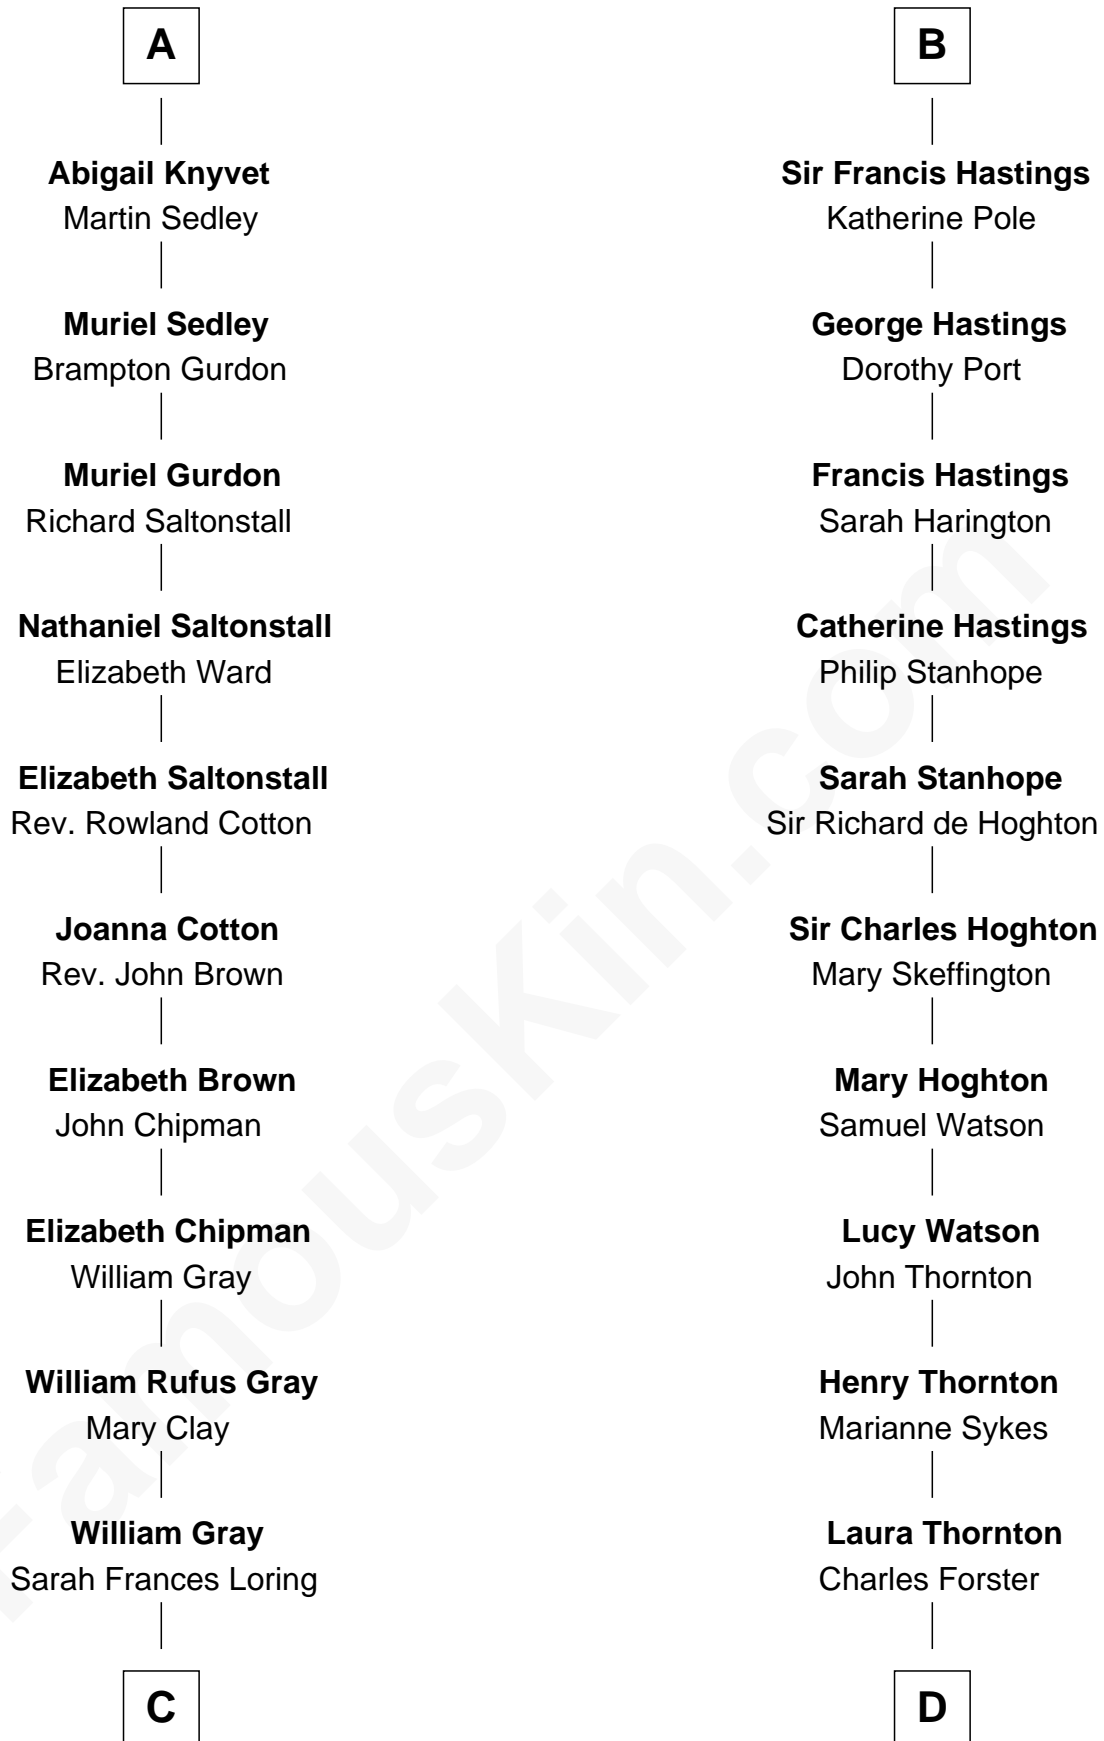 A
Abigail Knyvet
Martin Sedley
Muriel Sedley
Brampton Gurdon
Muriel Gurdon
Richard Saltonstall
Nathaniel Saltonstall
Elizabeth Ward
Elizabeth Saltonstall
Rev. Rowland Cotton
Joanna Cotton
Rev. John Brown
Elizabeth Brown
John Chipman
Elizabeth Chipman
William Gray
William Rufus Gray
Mary Clay
William Gray
Sarah Frances Loring
C
B
Sir Francis Hastings
Katherine Pole
George Hastings
Dorothy Port
Francis Hastings
Sarah Harington
Catherine Hastings
Philip Stanhope
Sarah Stanhope
Sir Richard de Hoghton
Sir Charles Hoghton
Mary Skeffington
Mary Hoghton
Samuel Watson
Lucy Watson
John Thornton
Henry Thornton
Marianne Sykes
Laura Thornton
Charles Forster
D
FamousKin.com